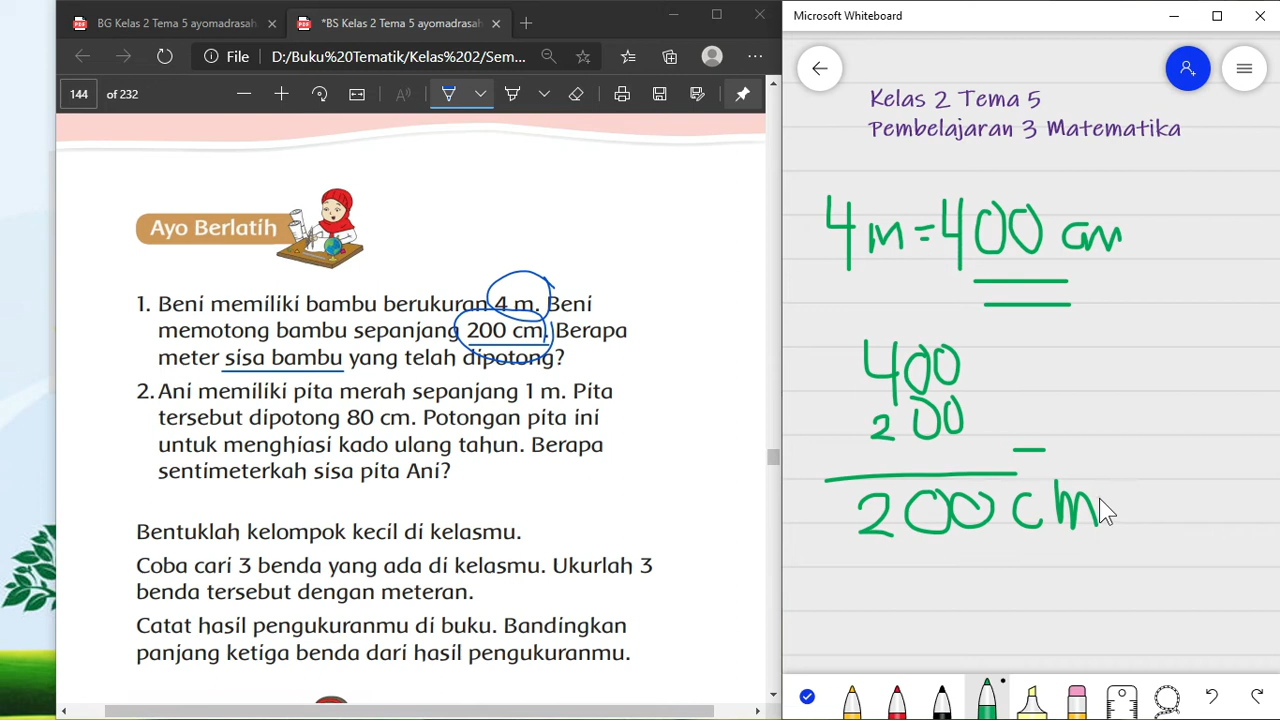 BG Kelas 2 Tema 5 ayomadrasah
*BS Kelas 2 Tema 5 ayomadrasah
File
D:/Buku%20Tematik/Kelas%202/Sem...
144 of 232
Ayo Berlatih
1. Beni memiliki bambu berukuran 4 m. Beni
memotong bambu sepanjang 200 cm. Berapa
meter sisa bambu yang telah dipotong?
2. Ani memiliki pita merah sepanjang 1 m. Pita
tersebut dipotong 80 cm. Potongan pita ini
untuk menghiasi kado ulang tahun. Berapa
sentimeterkah sisa pita Ani?
Bentuklah kelompok kecil di kelasmu.
Coba cari 3 benda yang ada di kelasmu. Ukurlah 3
benda tersebut dengan meteran.
Catat hasil pengukuranmu di buku. Bandingkan
panjang ketiga benda dari hasil pengukuranmu.
Microsoft Whiteboard
Kelas 2 Tema 5
Pembelajaran 3 Matematika
4 m = 400 cm
400
200
—
200 cm